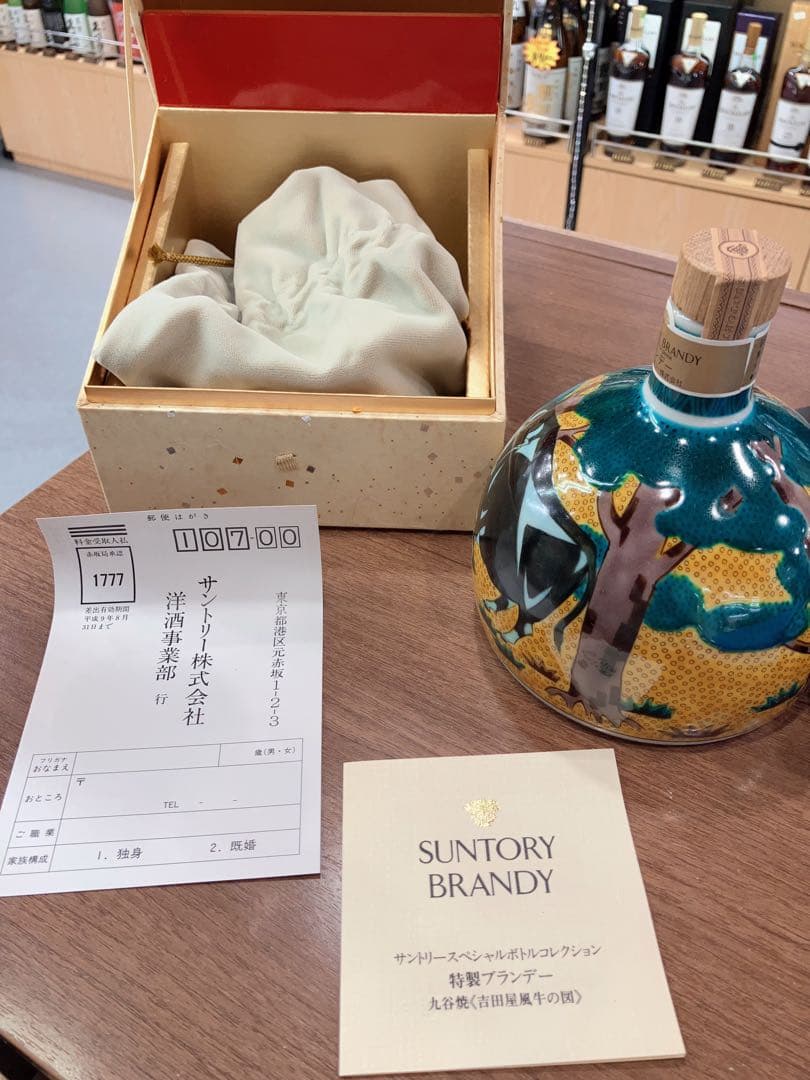 郵便はがき
料金受取人払
赤坂局承認
1777
差出有効期間
平成9年8月
31日まで
107-00
東京都港区元赤坂1-2-3
サントリー株式会社
洋酒事業部 行
フリガナ
おなまえ
歳(男・女)
おところ
〒
TEL - -
ご職業
家族構成
1. 独身 2. 既婚
BRANDY
SUNTORY
BRANDY
サントリースペシャルボトルコレクション
特製ブランデー
九谷焼《吉田屋風牛の図》
MACALLAN